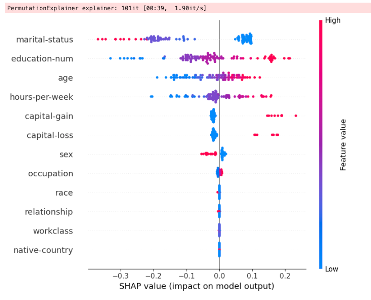 PermutationExplainer explainer: 101it [00:39, 1.90it/s]
High
marital-status
education-num
age
hours-per-week
capital-gain
capital-loss
sex
occupation
race
relationship
workclass
native-country
Feature value
Low
−0.3 −0.2 −0.1 0.0 0.1 0.2
SHAP value (impact on model output)